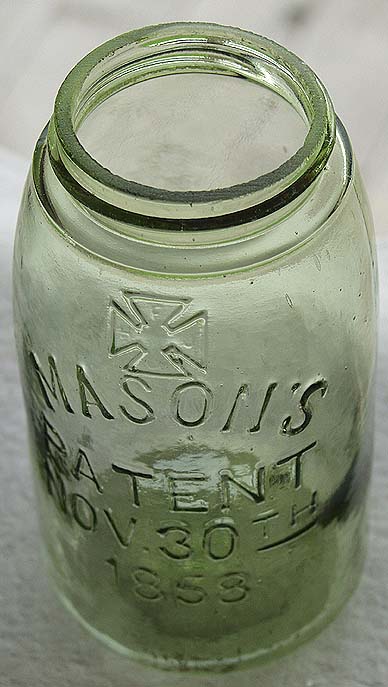 MASON'S
PATENT
NOV. 30TH
1858